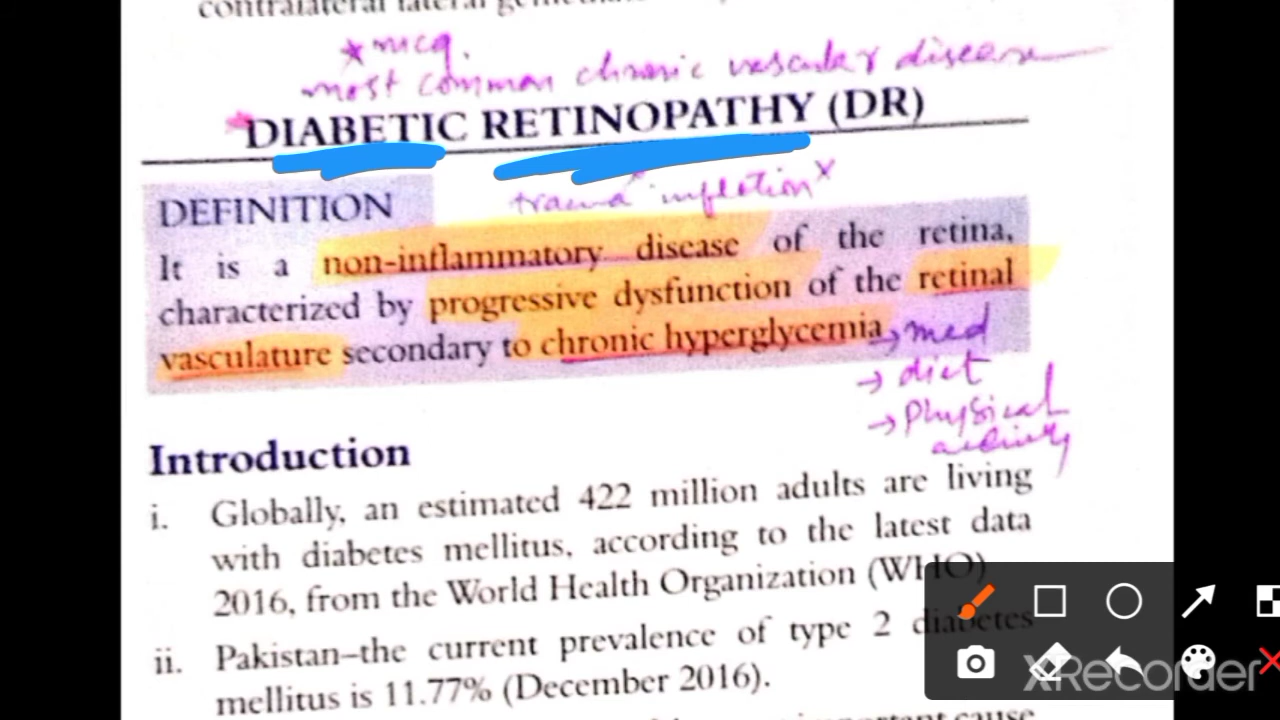 contralateral lateral
*mcq.
most common chronic vascular disease
DIABETIC RETINOPATHY (DR)
trauma infection x
DEFINITION
It is a non-inflammatory disease of the retina,
characterized by progressive dysfunction of the retinal
vasculature secondary to chronic hyperglycemia
→ med
→ diet
→ Physical
activity
Introduction
i. Globally, an estimated 422 million adults are living
with diabetes mellitus, according to the latest data
2016, from the World Health Organization (WHO)
ii. Pakistan–the current prevalence of type 2 diabetes
mellitus is 11.77% (December 2016).
important cause
XRecorder